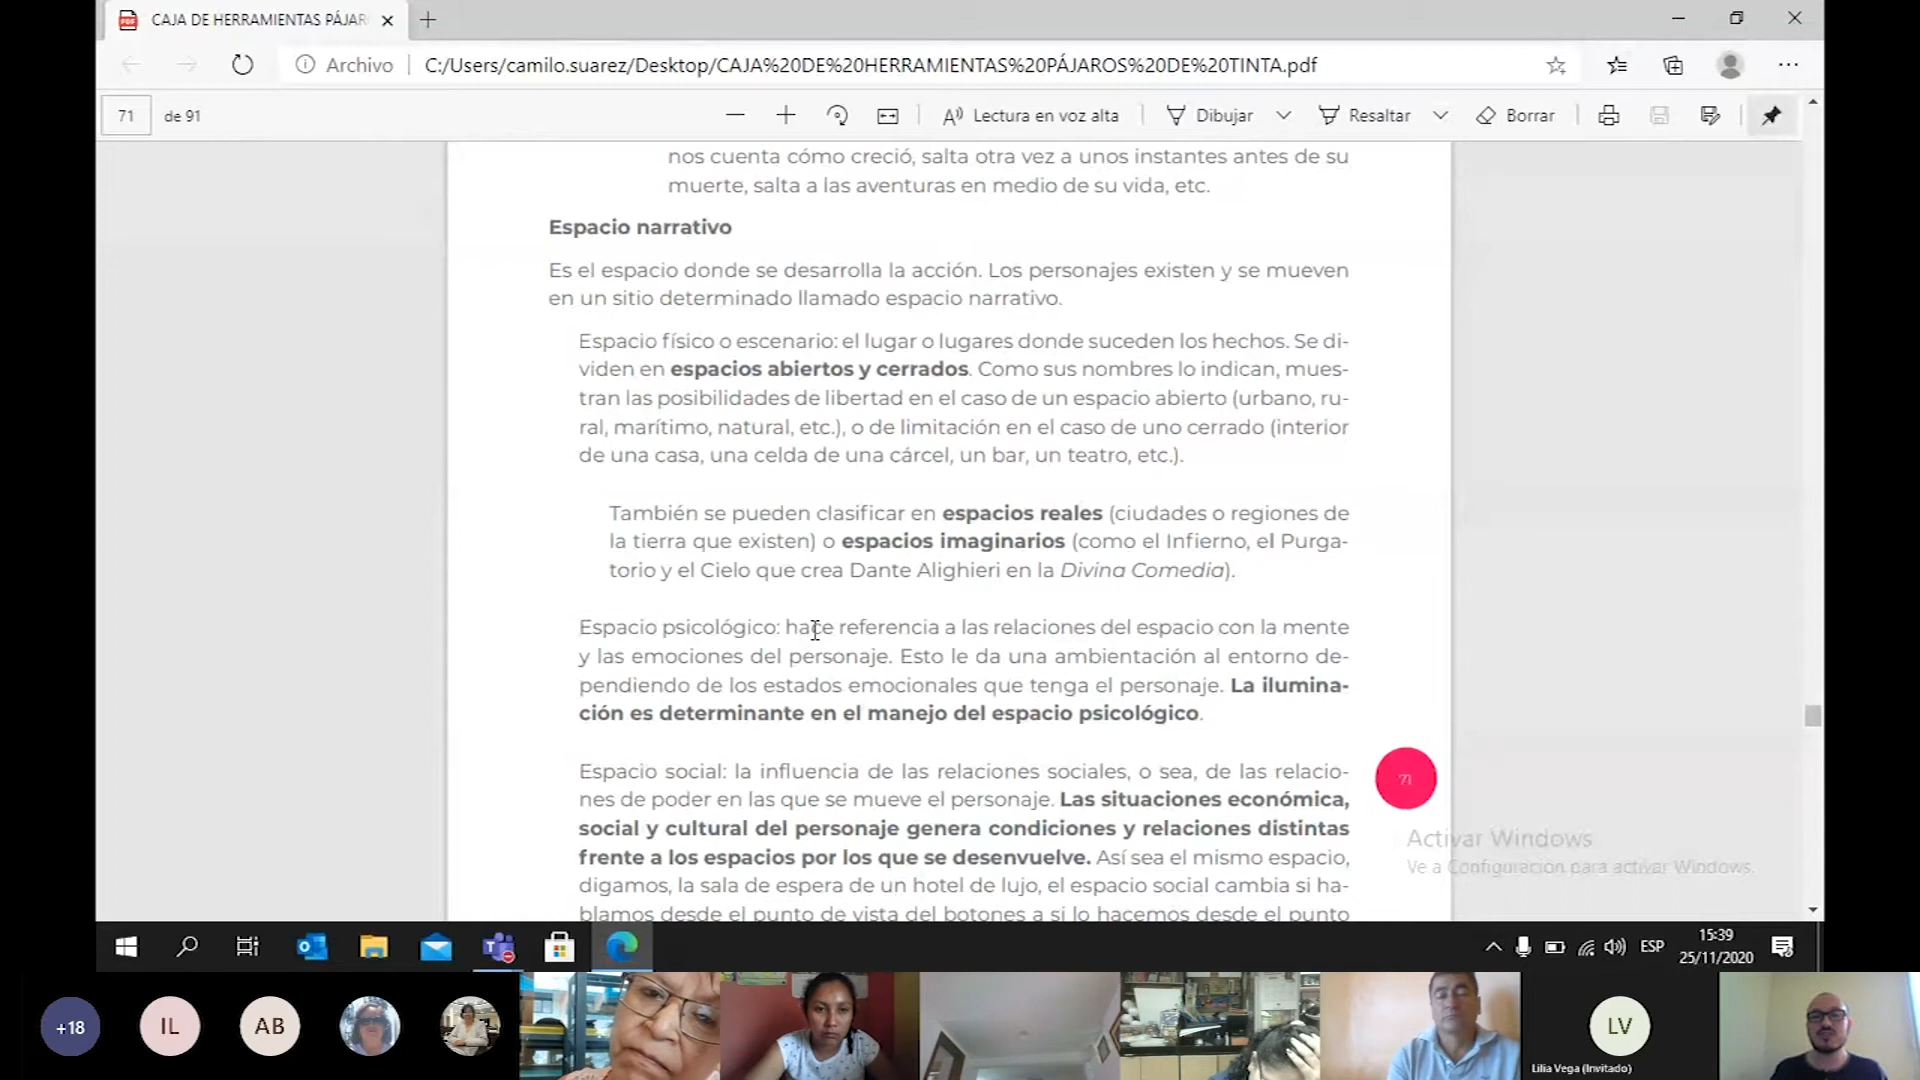 CAJA DE HERRAMIENTAS PÁJAR
Archivo
C:/Users/camilo.suarez/Desktop/CAJA%20DE%20HERRAMIENTAS%20PÁJAROS%20DE%20TINTA.pdf
71 de 91
Lectura en voz alta
Dibujar
Resaltar
Borrar
nos cuenta cómo creció, salta otra vez a unos instantes antes de su
muerte, salta a las aventuras en medio de su vida, etc.
Espacio narrativo
Es el espacio donde se desarrolla la acción. Los personajes existen y se mueven
en un sitio determinado llamado espacio narrativo.
Espacio físico o escenario: el lugar o lugares donde suceden los hechos. Se di-
viden en espacios abiertos y cerrados. Como sus nombres lo indican, mues-
tran las posibilidades de libertad en el caso de un espacio abierto (urbano, ru-
ral, marítimo, natural, etc.), o de limitación en el caso de uno cerrado (interior
de una casa, una celda de una cárcel, un bar, un teatro, etc.).
También se pueden clasificar en espacios reales (ciudades o regiones de
la tierra que existen) o espacios imaginarios (como el Infierno, el Purga-
torio y el Cielo que crea Dante Alighieri en la Divina Comedia).
Espacio psicológico: hace referencia a las relaciones del espacio con la mente
y las emociones del personaje. Esto le da una ambientación al entorno de-
pendiendo de los estados emocionales que tenga el personaje. La ilumina-
ción es determinante en el manejo del espacio psicológico.
Espacio social: la influencia de las relaciones sociales, o sea, de las relacio-
nes de poder en las que se mueve el personaje. Las situaciones económica,
social y cultural del personaje genera condiciones y relaciones distintas
frente a los espacios por los que se desenvuelve. Así sea el mismo espacio,
digamos, la sala de espera de un hotel de lujo, el espacio social cambia si ha-
blamos desde el punto de vista del botones a si lo hacemos desde el punto
71
Activar Windows
Ve a Configuración para activar Windows.
ESP
15:39
25/11/2020
+18
IL
AB
LV
Lilia Vega (Invitado)